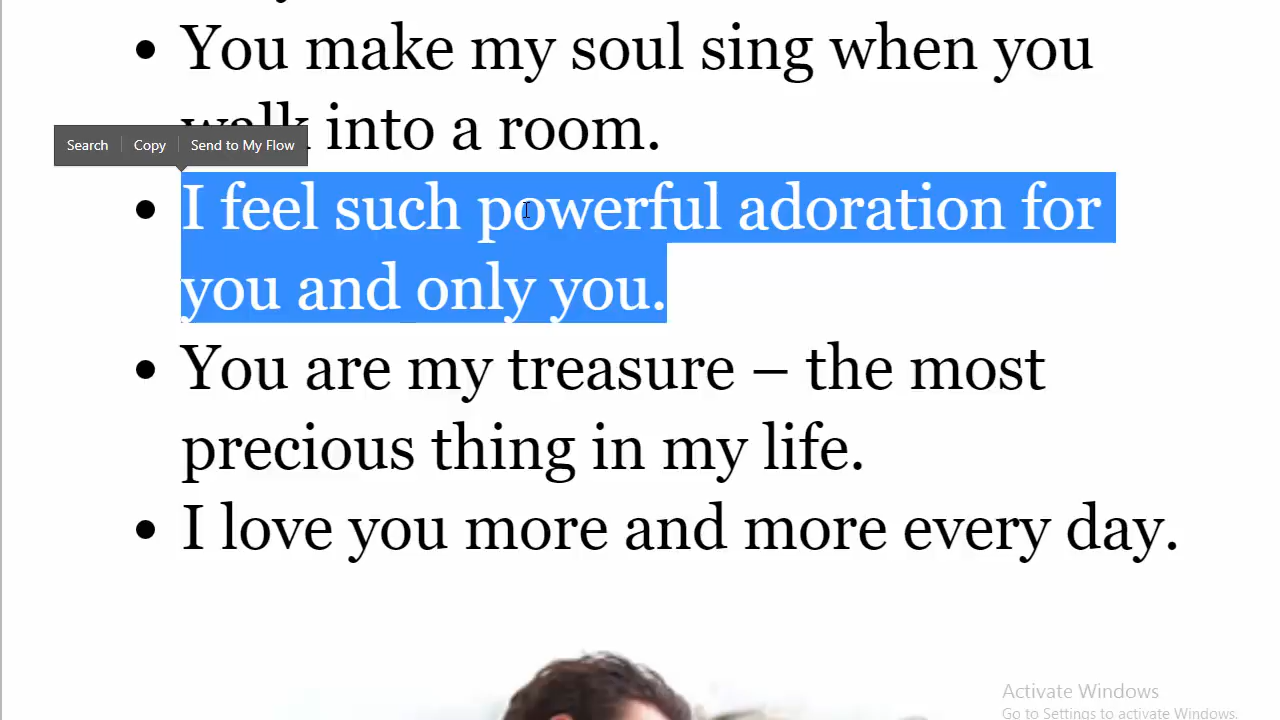 • You make my soul sing when you
walk into a room.
Search Copy Send to My Flow
• I feel such powerful adoration for
you and only you.
• You are my treasure – the most
precious thing in my life.
• I love you more and more every day.
Activate Windows
Go to Settings to activate Windows.